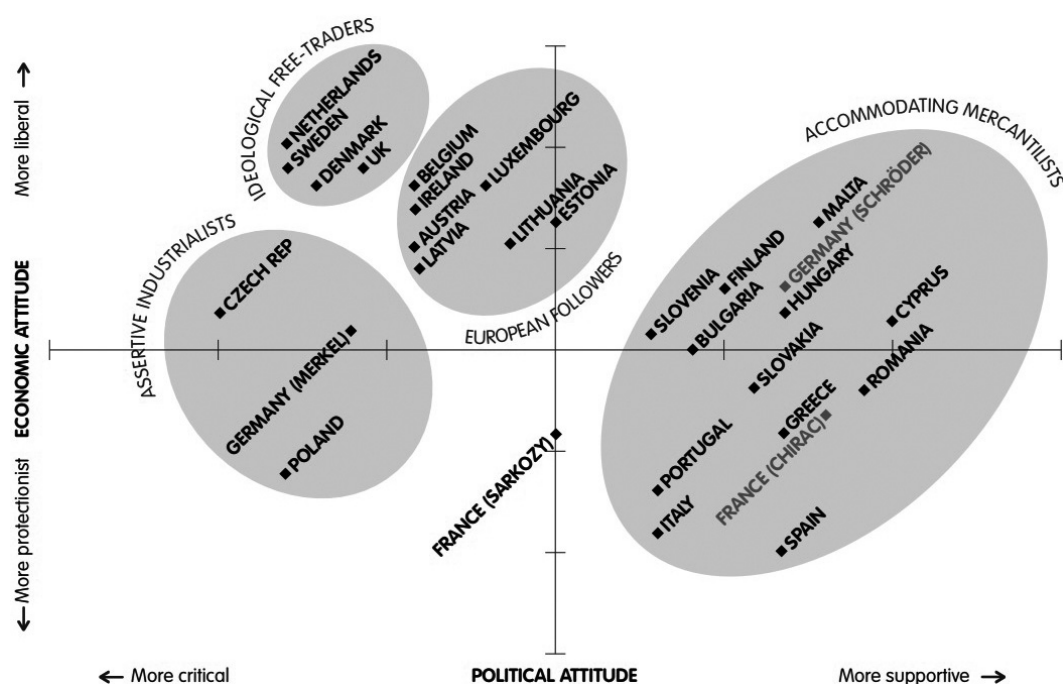 IDEOLOGICAL FREE-TRADERS
NETHERLANDS
SWEDEN
DENMARK
UK
BELGIUM
IRELAND
AUSTRIA
LATVIA
LUXEMBOURG
LITHUANIA
ESTONIA
EUROPEAN FOLLOWERS
ACCOMMODATING MERCANTILISTS
MALTA
GERMANY (SCHRÖDER)
FINLAND
HUNGARY
SLOVENIA
BULGARIA
CYPRUS
SLOVAKIA
ROMANIA
GREECE
FRANCE (CHIRAC)
PORTUGAL
ITALY
SPAIN
ASSERTIVE INDUSTRIALISTS
CZECH REP
GERMANY (MERKEL)
POLAND
FRANCE (SARKOZY)
More liberal
ECONOMIC ATTITUDE
More protectionist
More critical
POLITICAL ATTITUDE
More supportive